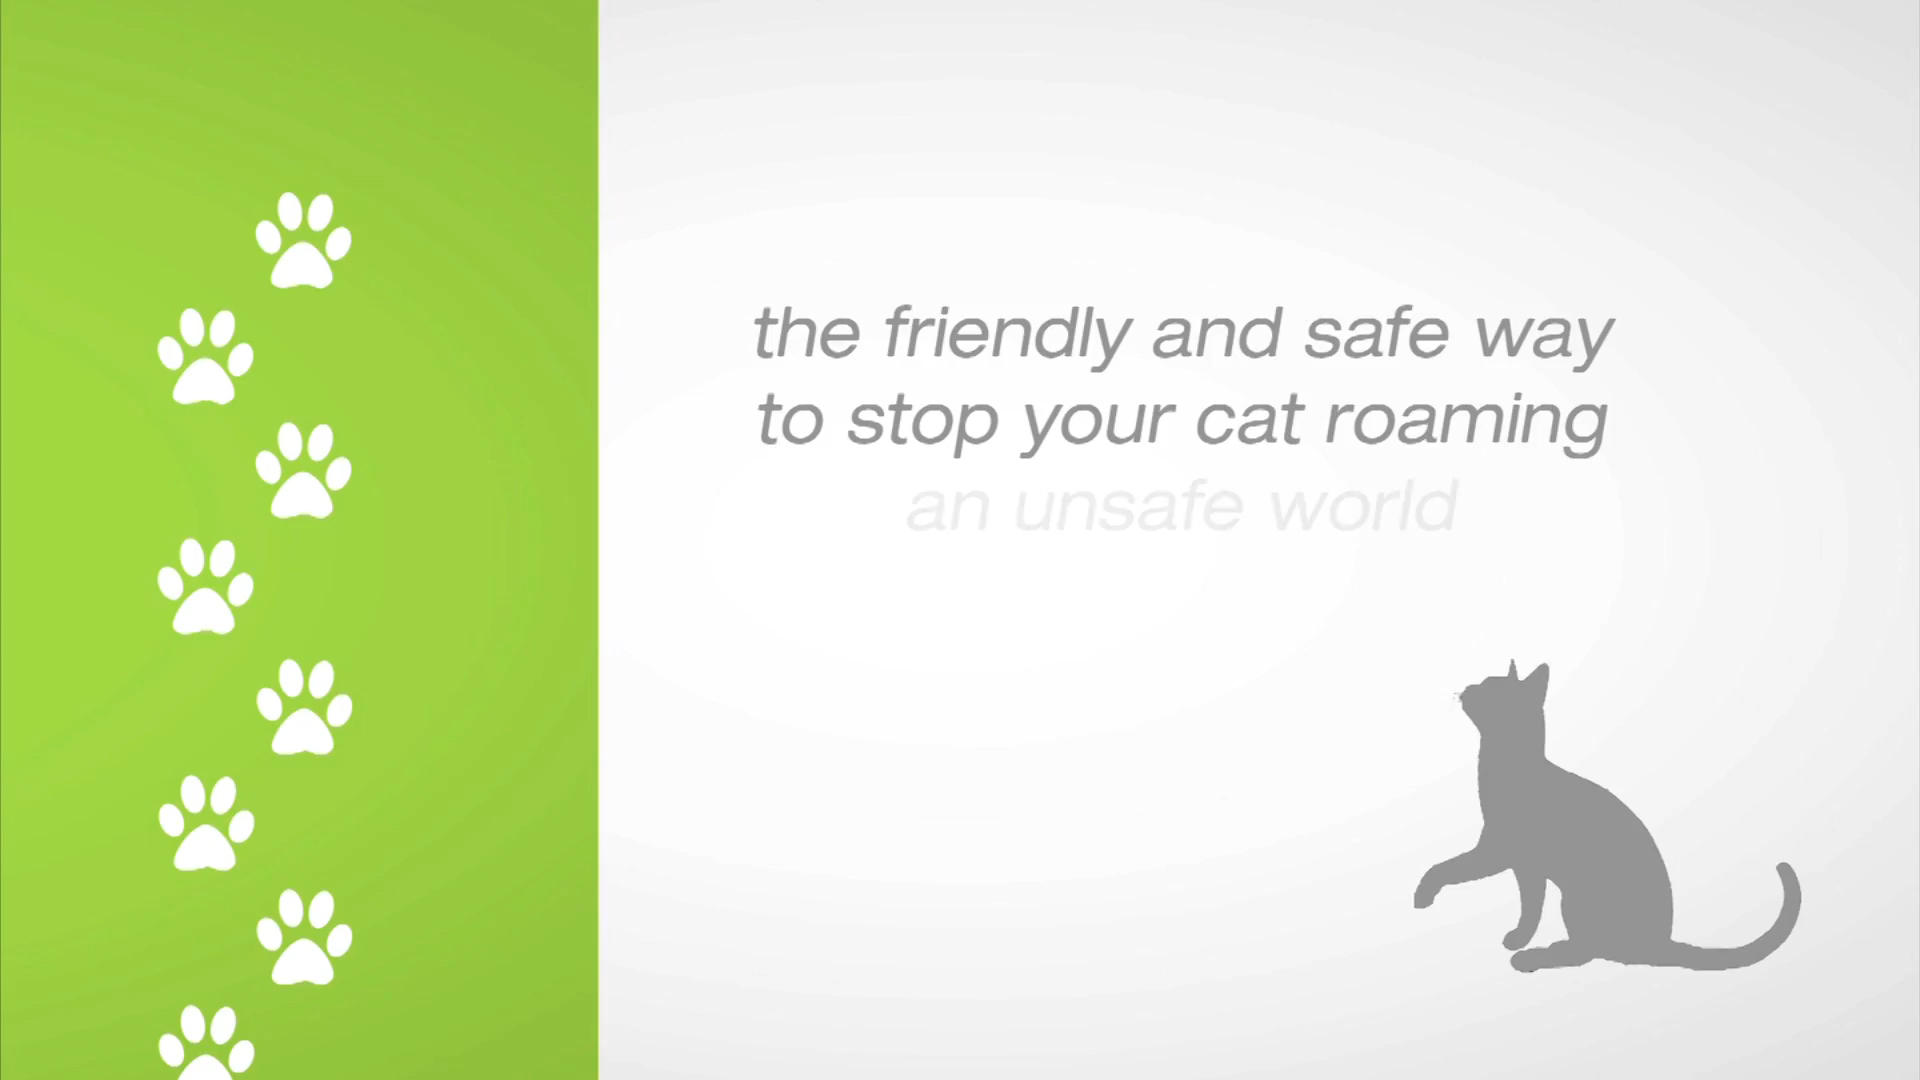 the friendly and safe way
to stop your cat roaming
an unsafe world